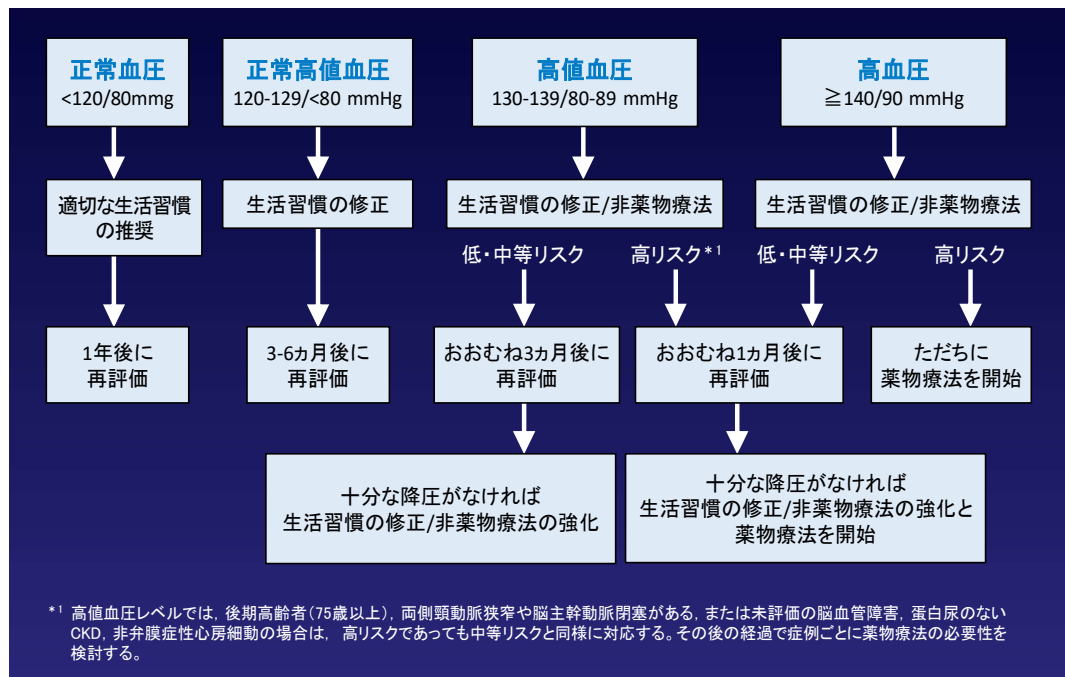 正常血圧
<120/80mmg
正常高値血圧
120-129/<80 mmHg
高値血圧
130-139/80-89 mmHg
高血圧
≧140/90 mmHg
適切な生活習慣
の推奨
生活習慣の修正
生活習慣の修正/非薬物療法
生活習慣の修正/非薬物療法
低・中等リスク
高リスク*1
低・中等リスク
高リスク
1年後に
再評価
3-6ヵ月後に
再評価
おおむね3ヵ月後に
再評価
おおむね1ヵ月後に
再評価
ただちに
薬物療法を開始
十分な降圧がなければ
生活習慣の修正/非薬物療法の強化
十分な降圧がなければ
生活習慣の修正/非薬物療法の強化と
薬物療法を開始
*1 高値血圧レベルでは，後期高齢者（75歳以上），両側頸動脈狭窄や脳主幹動脈閉塞がある，または未評価の脳血管障害，蛋白尿のない
CKD，非弁膜症性心房細動の場合は， 高リスクであっても中等リスクと同様に対応する。その後の経過で症例ごとに薬物療法の必要性を
検討する。